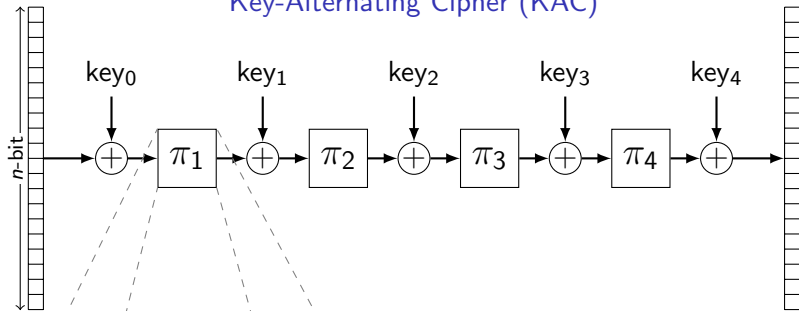 Key-Alternating Cipher (KAC)
key₀ key₁ key₂ key₃ key₄
n-bit
+ π₁ + π₂ + π₃ + π₄ +